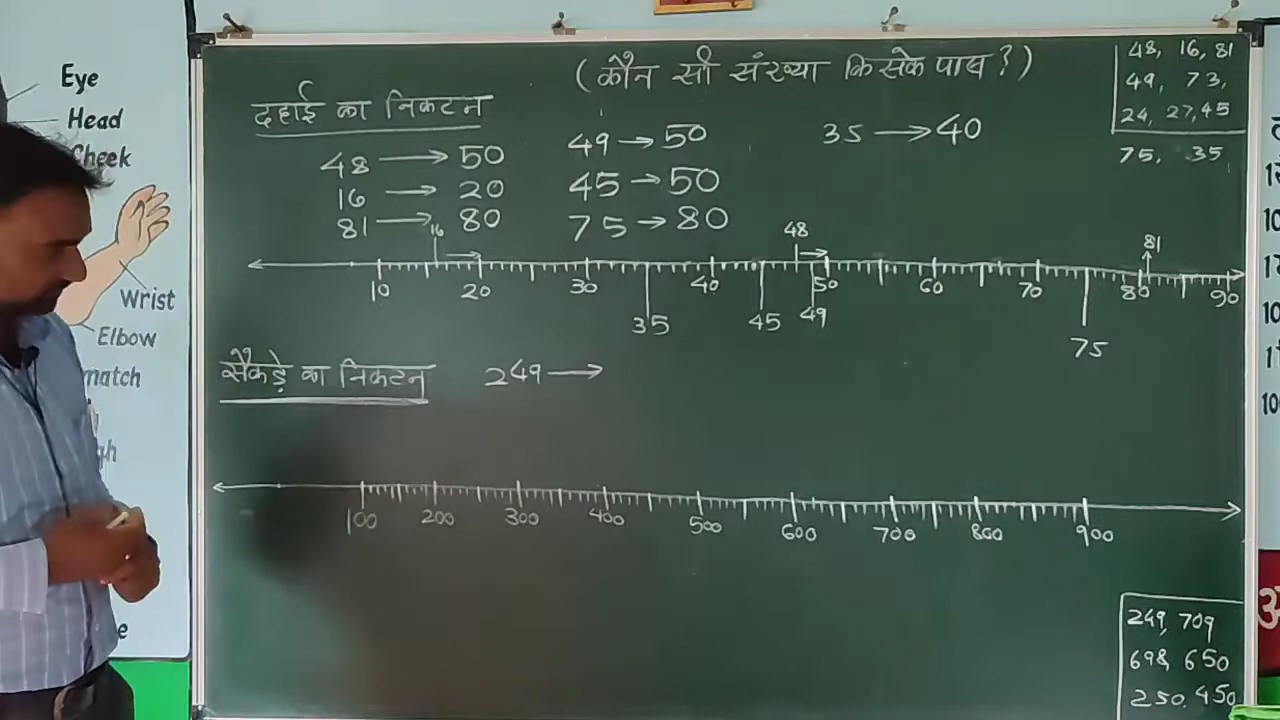 (कौन सी संख्या किसके पास?)
दहाई का निकटन
48 → 50
16 → 20
81 → 80
49 → 50
45 → 50
75 → 80
35 → 40
48, 16, 81
49, 73,
24, 27, 45
75, 35
16 48 81
10 20 30 40 50 60 70 80 90
35 45 49 75
सैकड़े का निकटन 249 →
100 200 300 400 500 600 700 800 900
249, 709
698, 650
250, 450
Eye
Head
Cheek
Wrist
Elbow